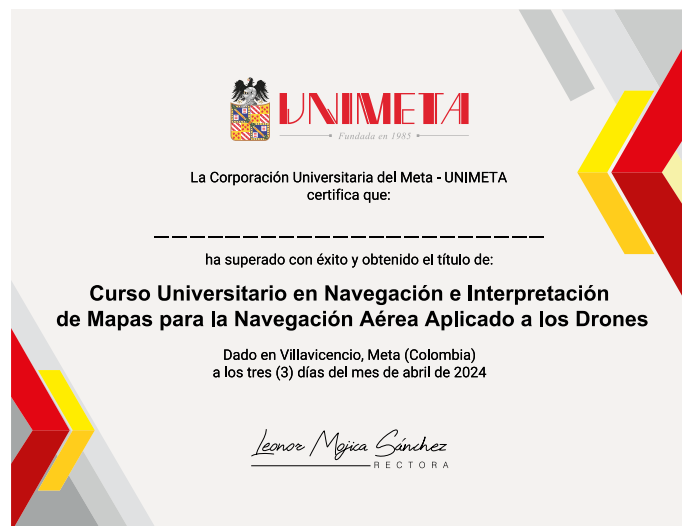 UNIMETA
Fundada en 1985
La Corporación Universitaria del Meta - UNIMETA
certifica que:
ha superado con éxito y obtenido el título de:
Curso Universitario en Navegación e Interpretación
de Mapas para la Navegación Aérea Aplicado a los Drones
Dado en Villavicencio, Meta (Colombia)
a los tres (3) días del mes de abril de 2024
Leonor Mojica Sánchez
RECTORA